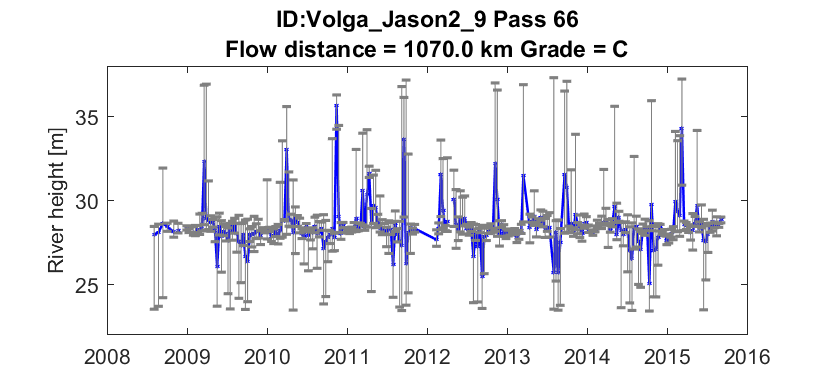 ID:Volga_Jason2_9 Pass 66
Flow distance = 1070.0 km Grade = C
River height [m]
35
30
25
2008 2009 2010 2011 2012 2013 2014 2015 2016